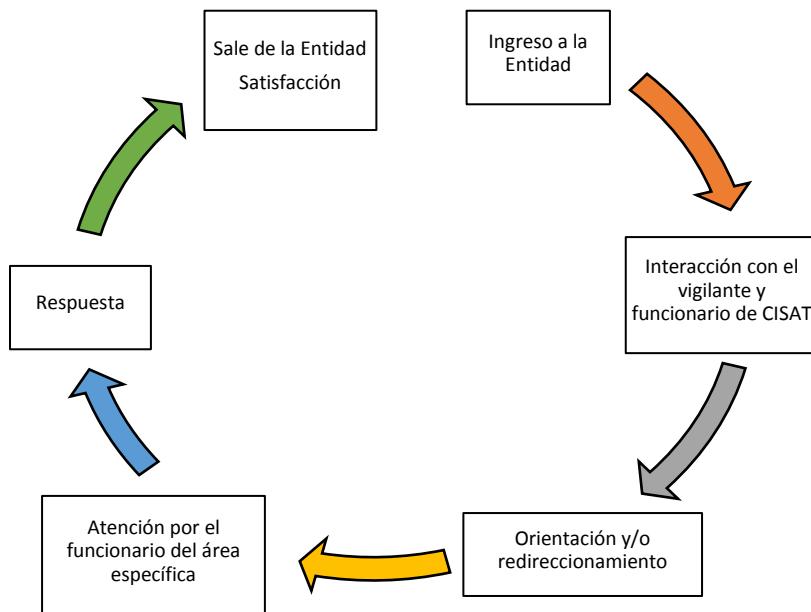 Ingreso a la
Entidad
Interacción con el
vigilante y
funcionario de CISAT
Orientación y/o
redireccionamiento
Atención por el
funcionario del área
específica
Respuesta
Sale de la Entidad
Satisfacción